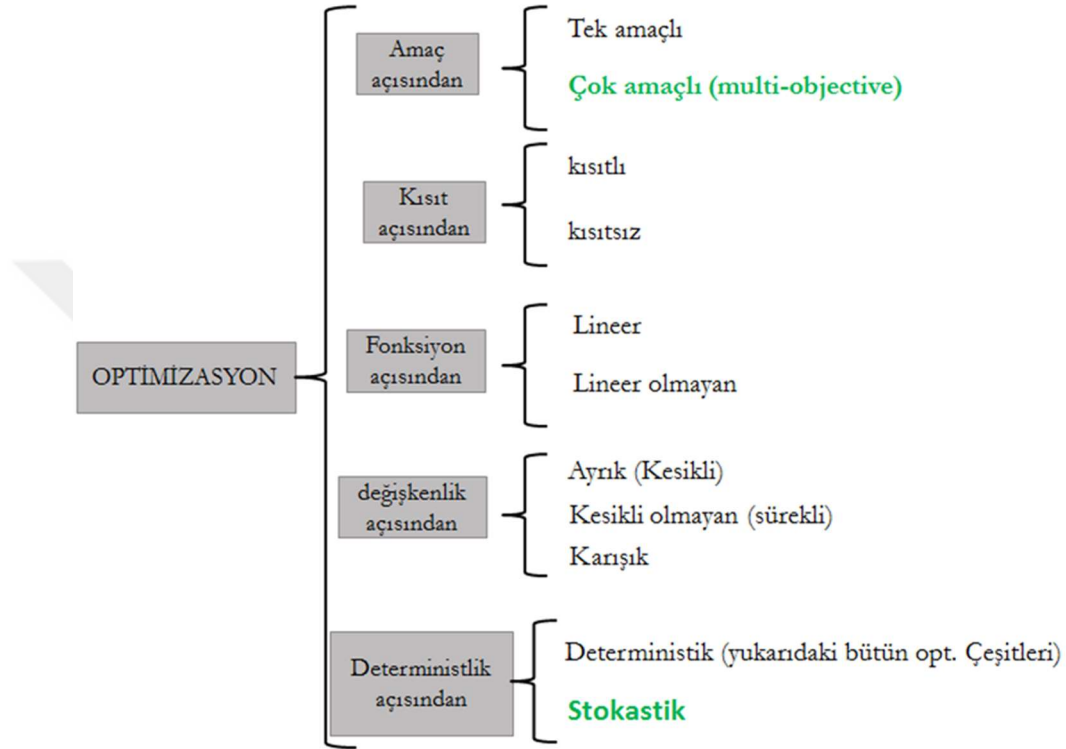 OPTİMİZASYON
Amaç
açısından
Tek amaçlı
Çok amaçlı (multi-objective)
Kısıt
açısından
kısıtlı
kısıtsız
Fonksiyon
açısından
Lineer
Lineer olmayan
değişkenlik
açısından
Ayrık (Kesikli)
Kesikli olmayan (sürekli)
Karışık
Deterministlik
açısından
Deterministik (yukarıdaki bütün opt. Çeşitleri)
Stokastik